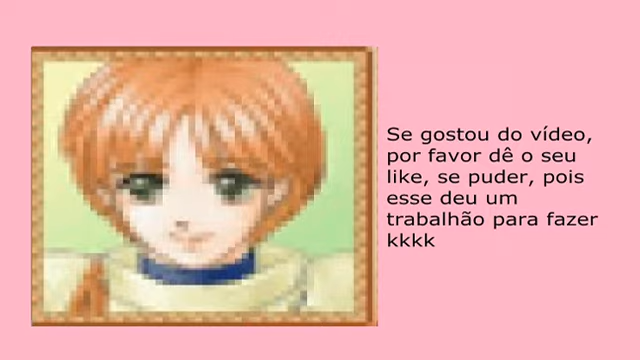 Se gostou do vídeo,
por favor dê o seu
like, se puder, pois
esse deu um
trabalhão para fazer
kkkk